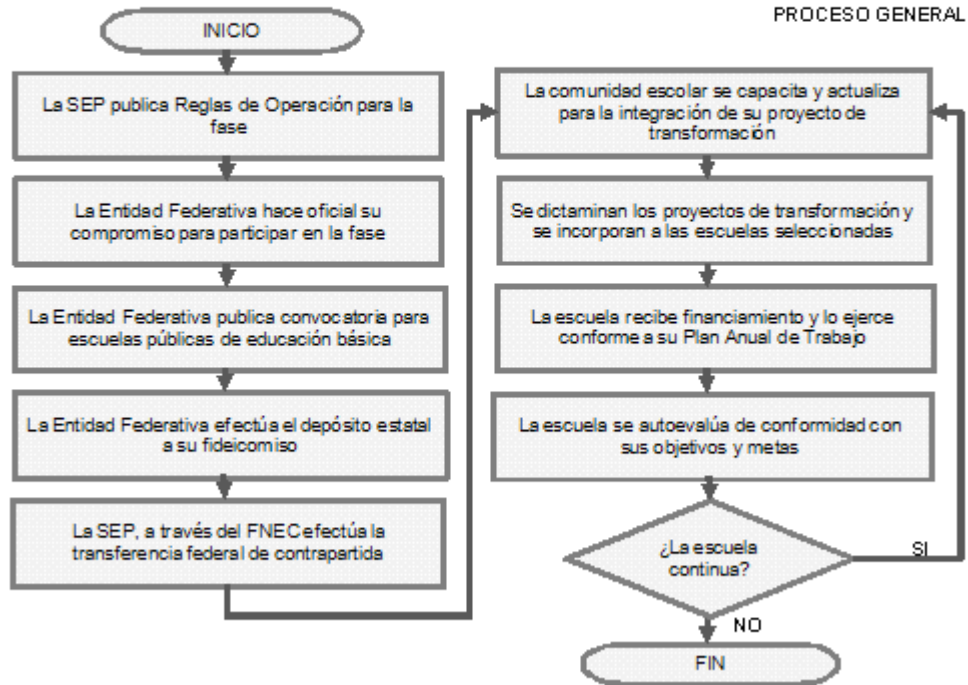 PROCESO GENERAL
INICIO
La SEP publica Reglas de Operación para la
fase
La Entidad Federativa hace oficial su
compromiso para participar en la fase
La Entidad Federativa publica convocatoria para
escuelas públicas de educación básica
La Entidad Federativa efectúa el depósito estatal
a su fideicomiso
La SEP, a través del FNEC efectúa la
transferencia federal de contrapartida
La comunidad escolar se capacita y actualiza
para la integración de su proyecto de
transformación
Se dictaminan los proyectos de transformación y
se incorporan a las escuelas seleccionadas
La escuela recibe financiamiento y lo ejerce
conforme a su Plan Anual de Trabajo
La escuela se autoevalúa de conformidad con
sus objetivos y metas
¿La escuela
continua?
SI
NO
FIN